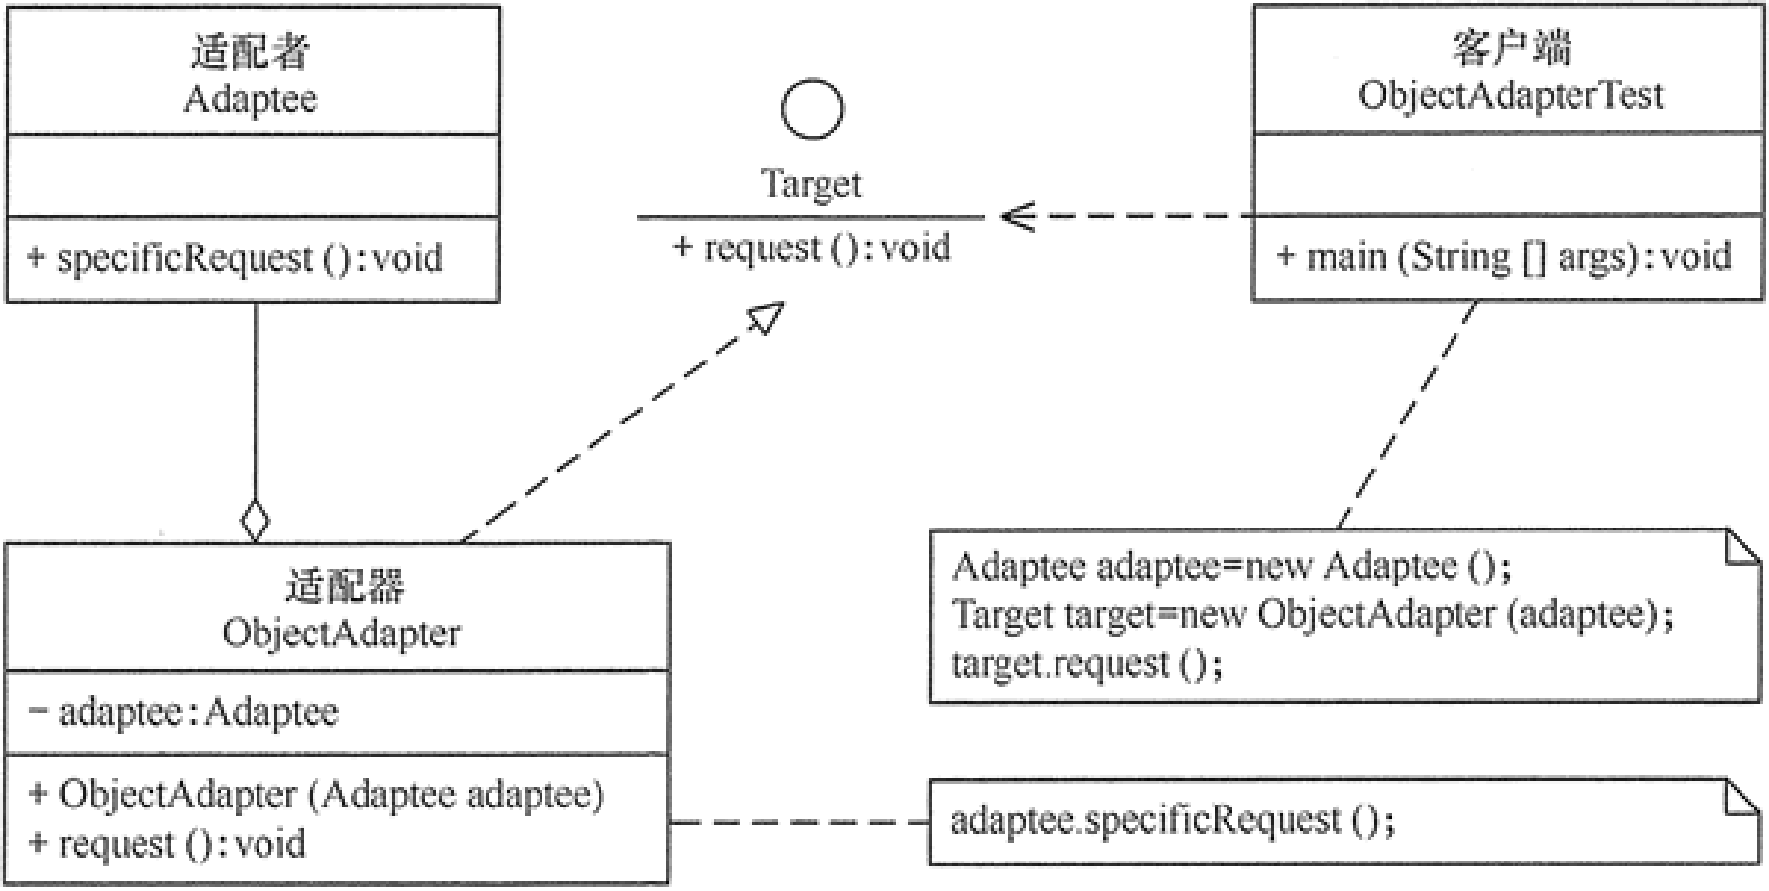 适配者
Adaptee
+ specificRequest ():void
Target
+ request ():void
客户端
ObjectAdapterTest
+ main (String [] args):void
适配器
ObjectAdapter
- adaptee:Adaptee
+ ObjectAdapter (Adaptee adaptee)
+ request ():void
Adaptee adaptee=new Adaptee ();
Target target=new ObjectAdapter (adaptee);
target.request ();
adaptee.specificRequest ();